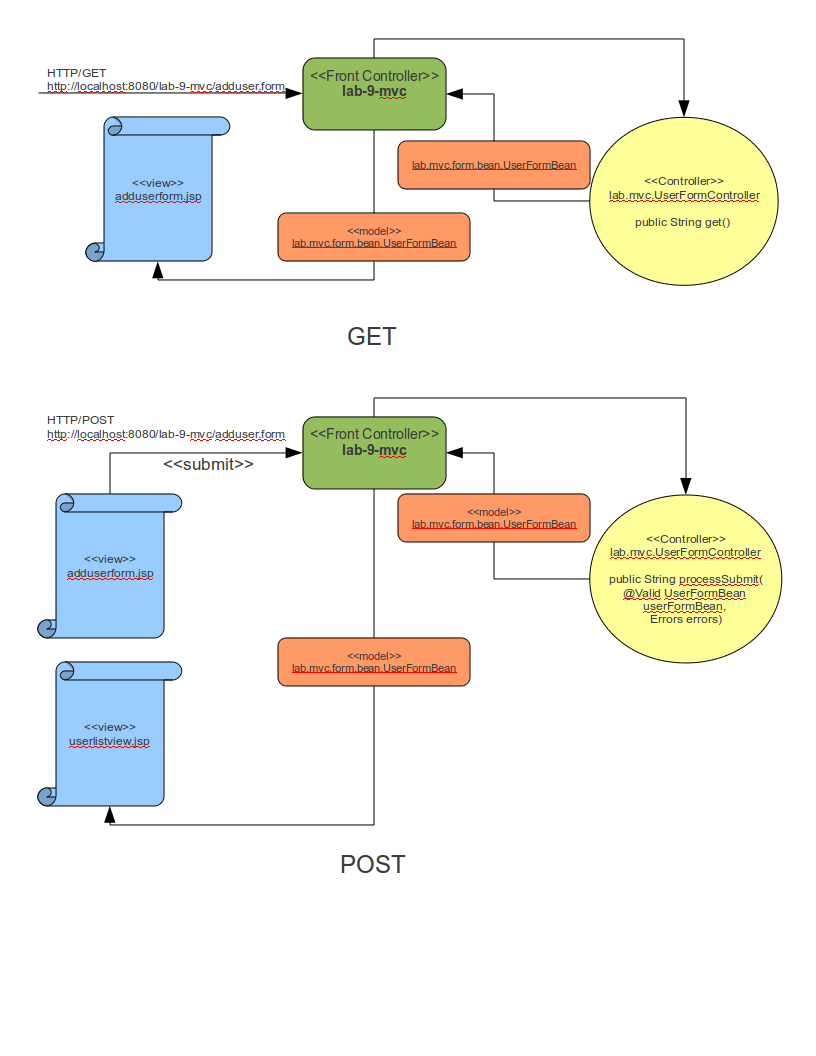 HTTP/GET
http://localhost:8080/lab-9-mvc/adduser.form
<<Front Controller>>
lab-9-mvc
<<view>>
adduserform.jsp
lab.mvc.form.bean.UserFormBean
<<Controller>>
lab.mvc.UserFormController
public String get()
<<model>>
lab.mvc.form.bean.UserFormBean
GET
HTTP/POST
http://localhost:8080/lab-9-mvc/adduser.form
<<submit>>
<<Front Controller>>
lab-9-mvc
<<model>>
lab.mvc.form.bean.UserFormBean
<<view>>
adduserform.jsp
<<Controller>>
lab.mvc.UserFormController
public String processSubmit(
@Valid UserFormBean
userFormBean,
Errors errors)
<<model>>
lab.mvc.form.bean.UserFormBean
<<view>>
userlistview.jsp
POST